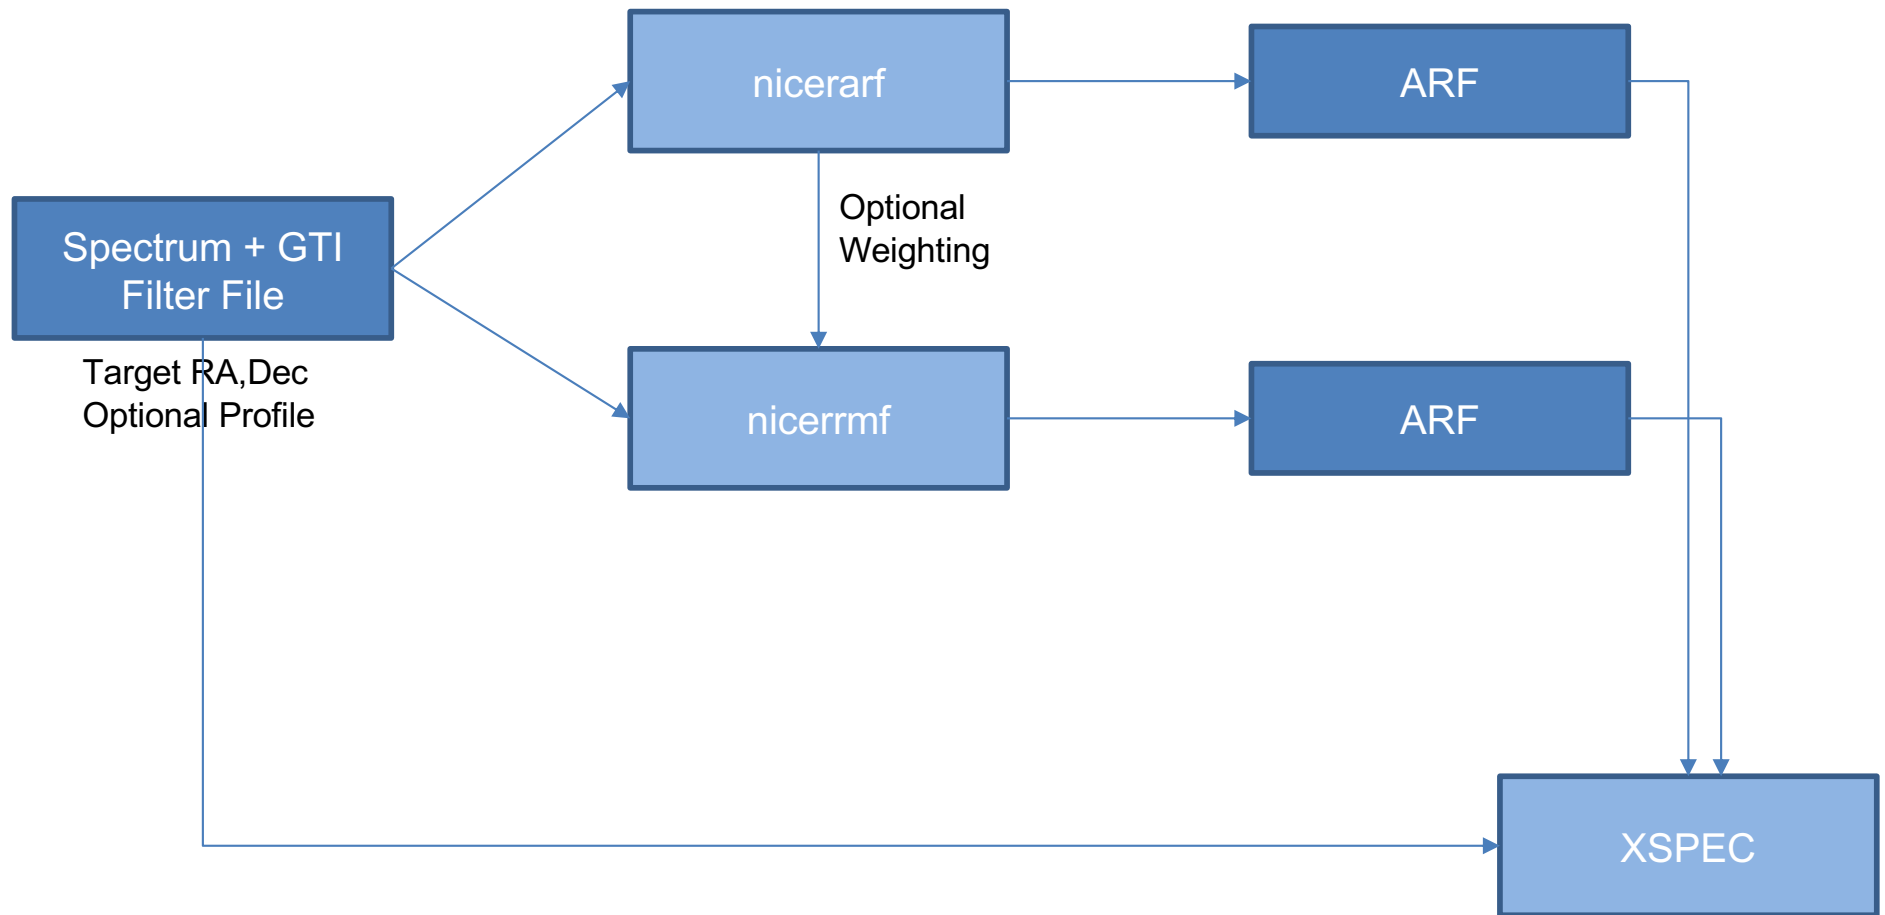 nicerarf
ARF
Spectrum + GTI
Filter File
Optional
Weighting
Target RA,Dec
Optional Profile
nicerrmf
ARF
XSPEC